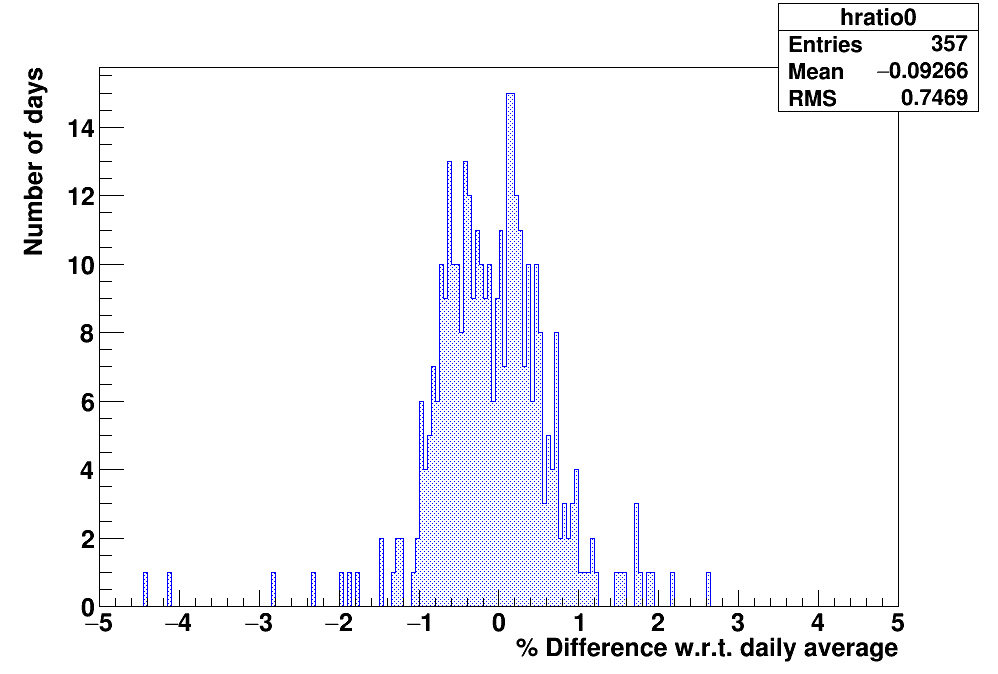 hratio0
Entries 357
Mean −0.09266
RMS 0.7469
Number of days
14
12
10
8
6
4
2
0
−5 −4 −3 −2 −1 0 1 2 3 4 5
% Difference w.r.t. daily average